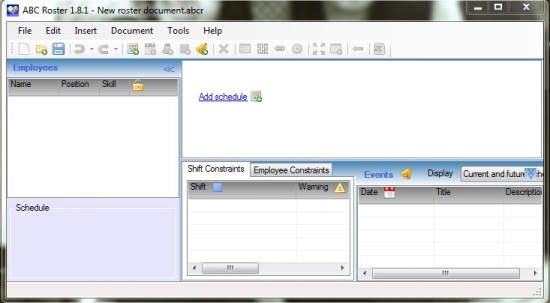 ABC Roster 1.8.1 - New roster document.abcr
File Edit Insert Document Tools Help
Employees
Name Position Skill
Add schedule
Schedule
Shift Constraints Employee Constraints
Shift Warning
Events Display Current and future
Date Title Description